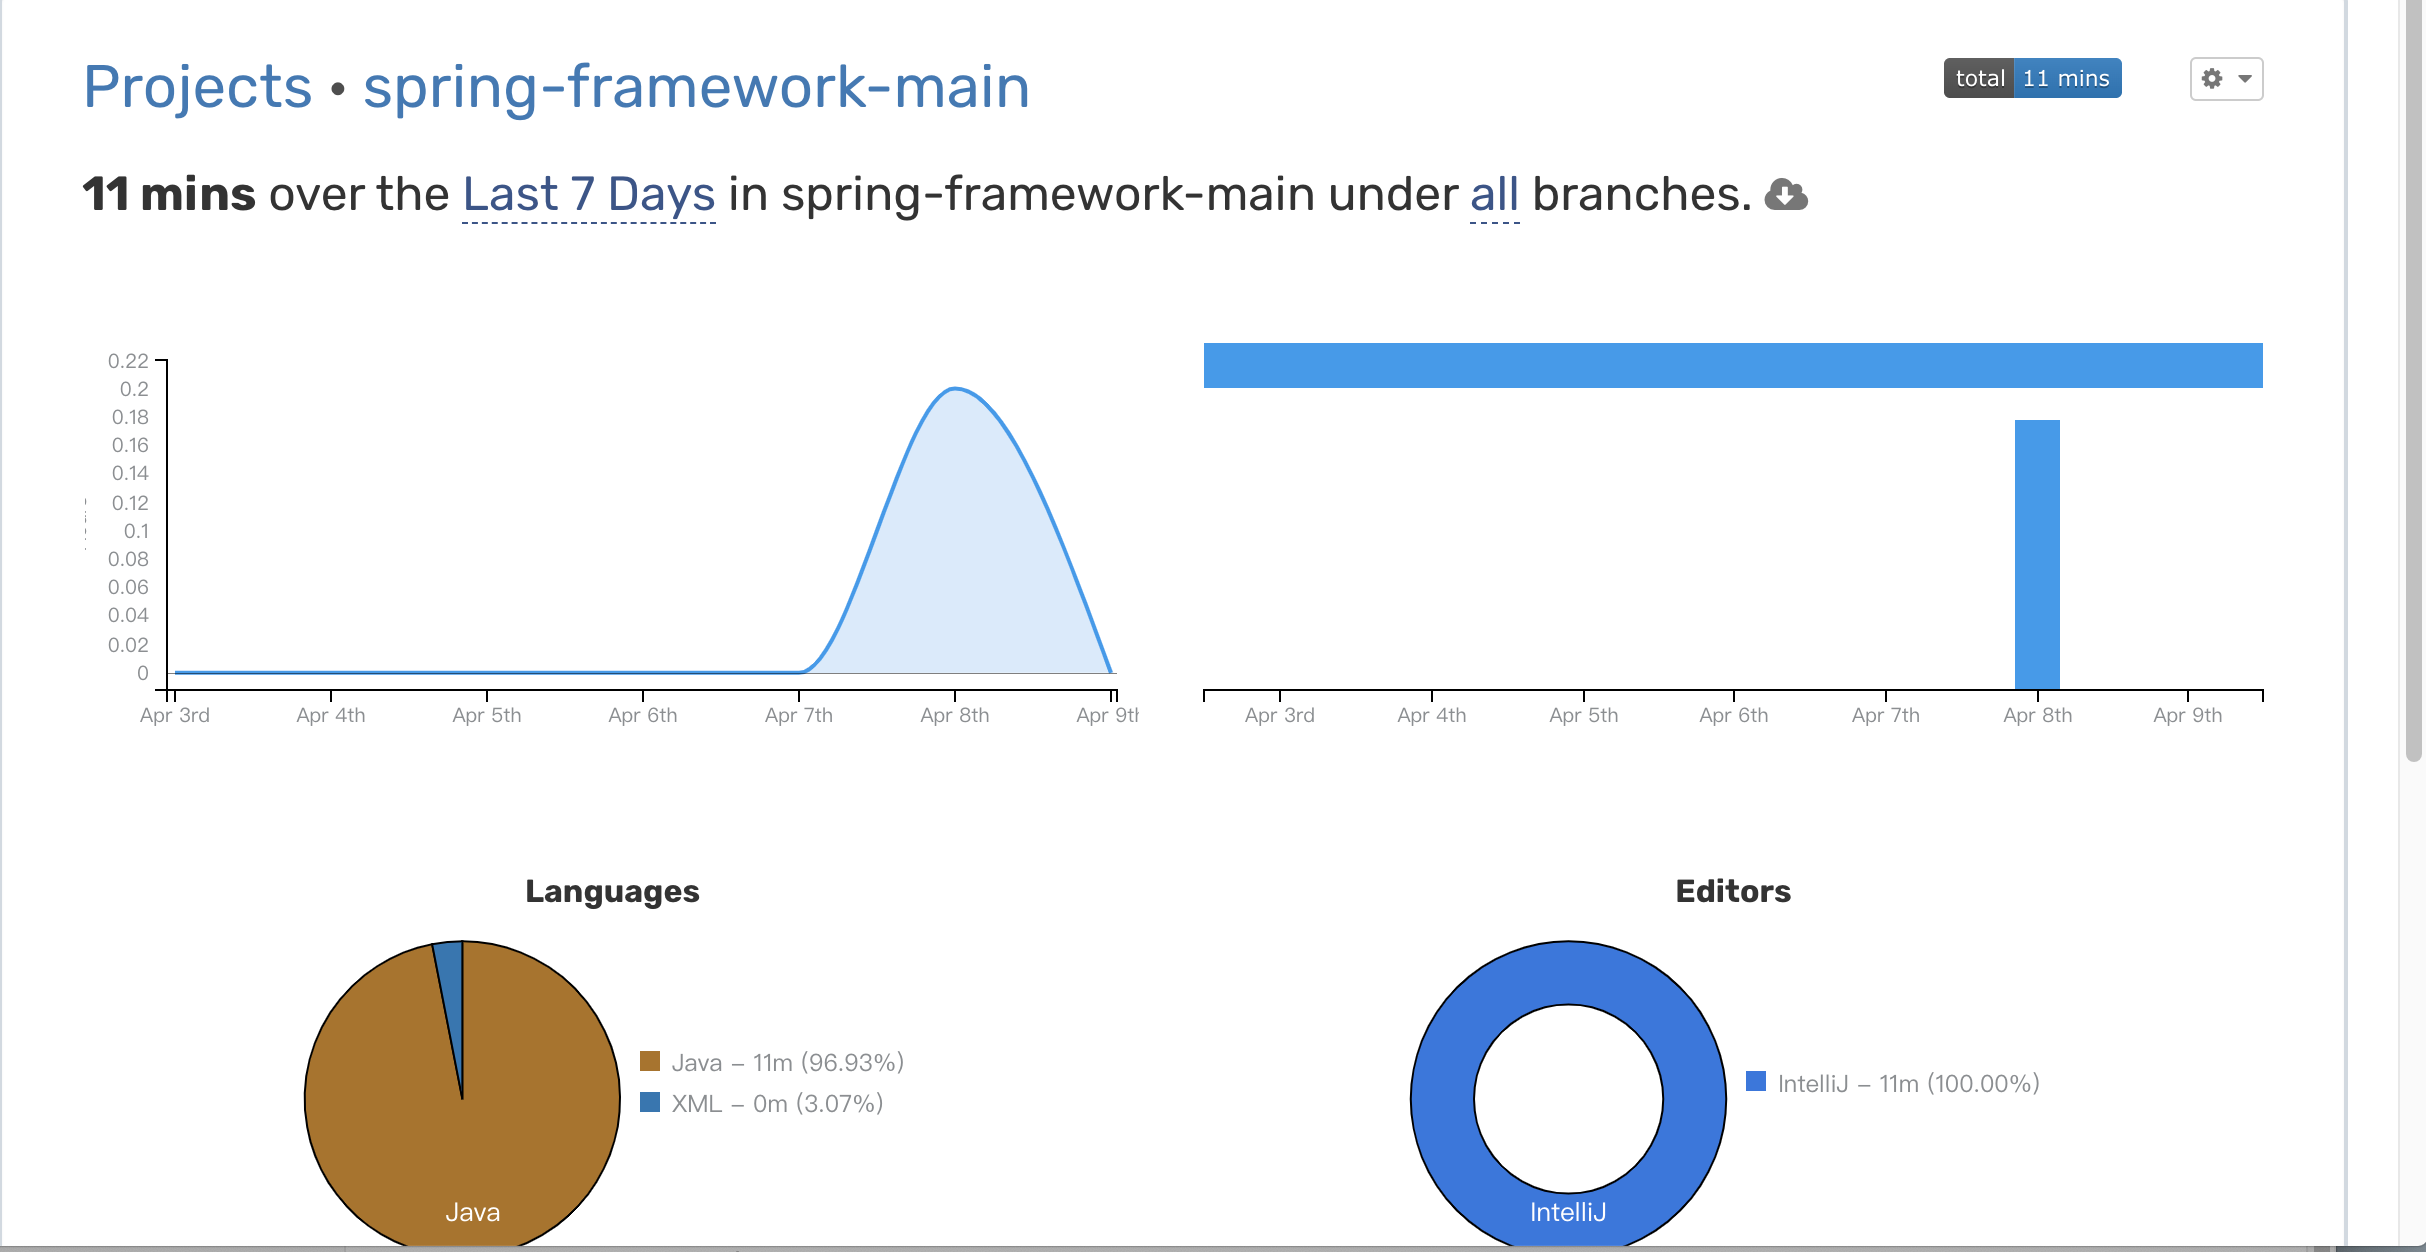 Projects • spring-framework-main
total 11 mins
11 mins over the Last 7 Days in spring-framework-main under all branches.
0.22
0.2
0.18
0.16
0.14
0.12
0.1
0.08
0.06
0.04
0.02
0
Apr 3rd Apr 4th Apr 5th Apr 6th Apr 7th Apr 8th Apr 9th
Apr 3rd Apr 4th Apr 5th Apr 6th Apr 7th Apr 8th Apr 9th
Languages
Java – 11m (96.93%)
XML – 0m (3.07%)
Java
Editors
IntelliJ – 11m (100.00%)
IntelliJ